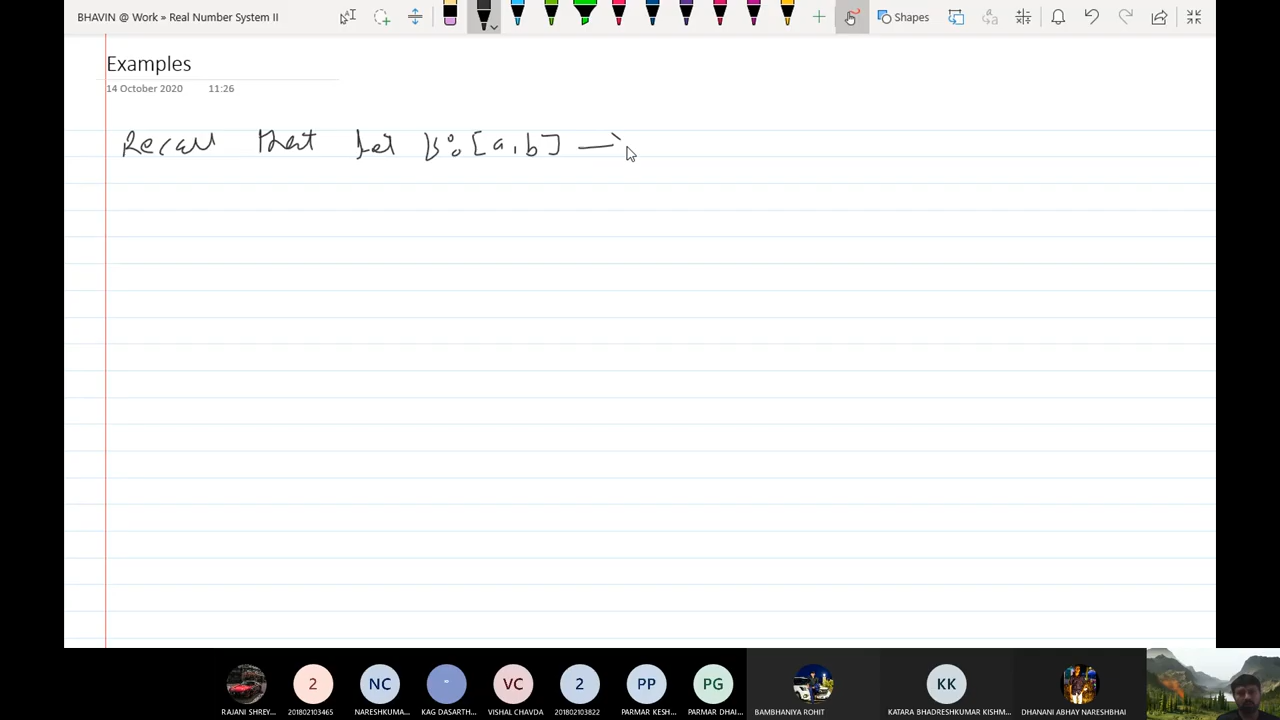 BHAVIN @ Work » Real Number System II
Shapes
Examples
14 October 2020 11:26
Recall that let f: [a, b] →
2
NC
"
VC
2
PP
PG
KK
RAJANI SHREY...
201802103465
NARESHKUMA...
KAG DASARTH...
VISHAL CHAVDA
201802103822
PARMAR KESH...
PARMAR DHAI...
BAMBHANIYA ROHIT
KATARA BHADRESHKUMAR KISHM...
DHANANI ABHAY NARESHBHAI